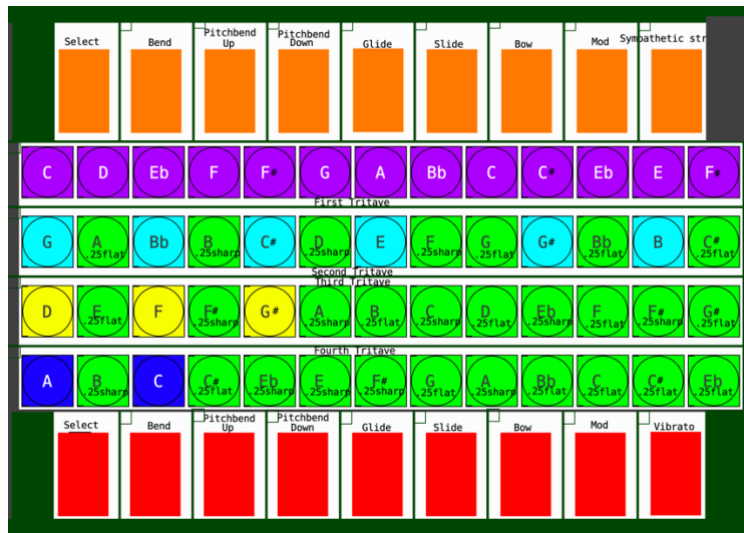 Select Bend Pitchbend Up Pitchbend Down Glide Slide Bow Mod Sympathetic str
C D Eb F F# G A Bb C C# Eb E F#
First Tritave
G A .25flat Bb B .25sharp C# D .25sharp E F .25sharp G .25flat G# Bb .25flat B C# .25flat
Second Tritave
Third Tritave
D E .25flat F F# .25sharp G# A .25sharp B .25flat C .25sharp D .25flat Eb .25sharp F .25flat F# .25sharp G# .25flat
Fourth Tritave
A B .25sharp C C# .25flat Eb .25sharp E .25sharp F# .25sharp G .25flat A .25sharp Bb .25flat C .25flat C# .25flat Eb .25flat
Select Bend Pitchbend Up Pitchbend Down Glide Slide Bow Mod Vibrato